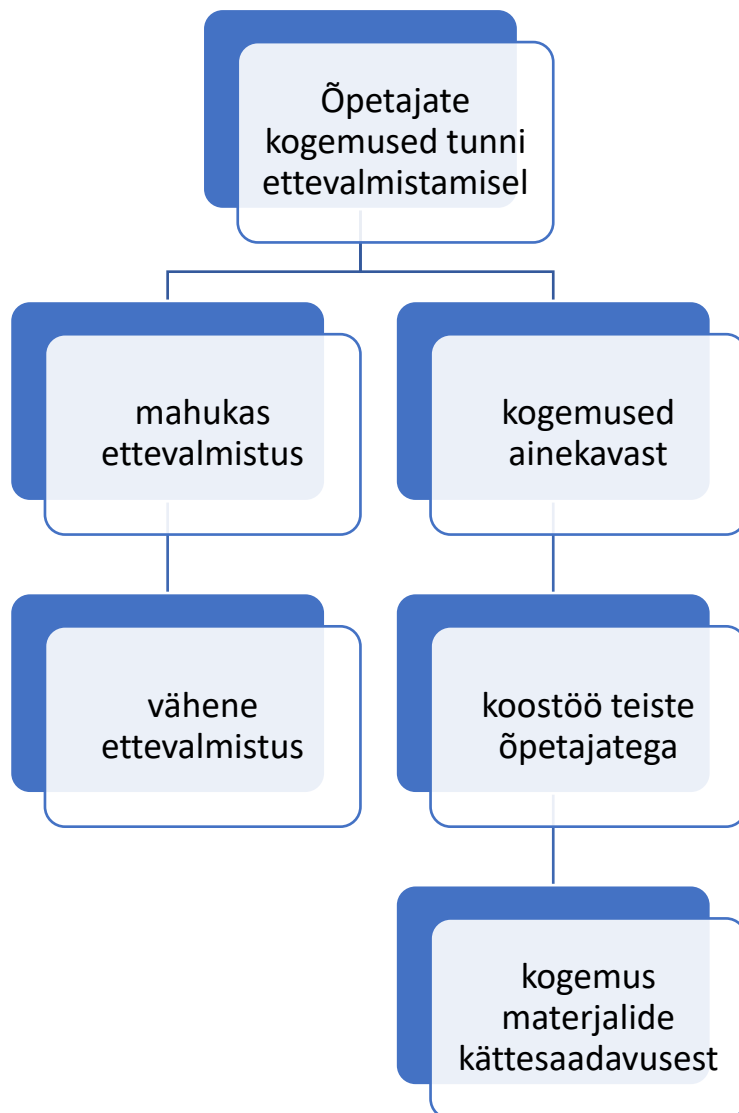 Õpetajate
kogemused tunni
ettevalmistamisel
mahukas
ettevalmistus
kogemused
ainekavast
vähene
ettevalmistus
koostöö teiste
õpetajatega
kogemus
materjalide
kättesaadavusest